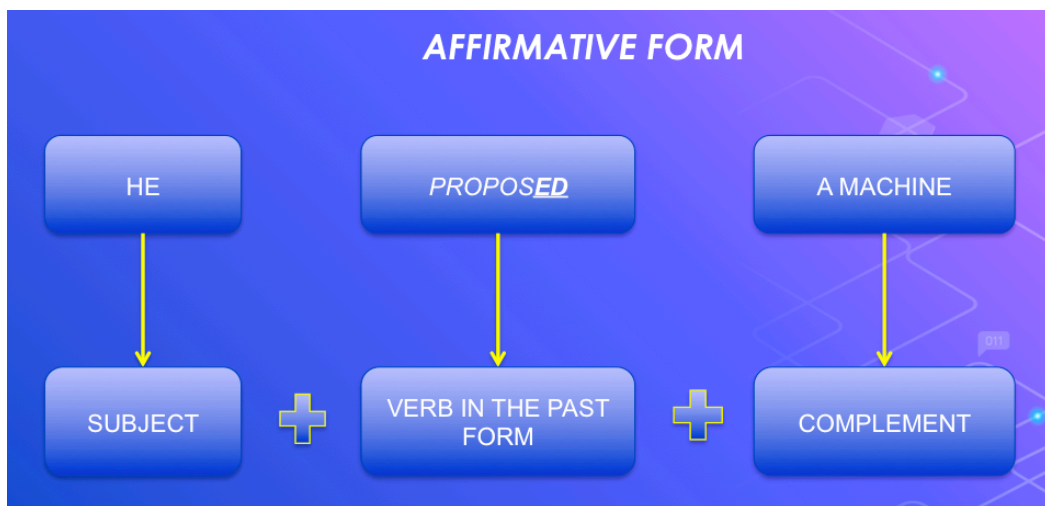 AFFIRMATIVE FORM
HE
PROPOSED
A MACHINE
011
SUBJECT
VERB IN THE PAST
FORM
COMPLEMENT